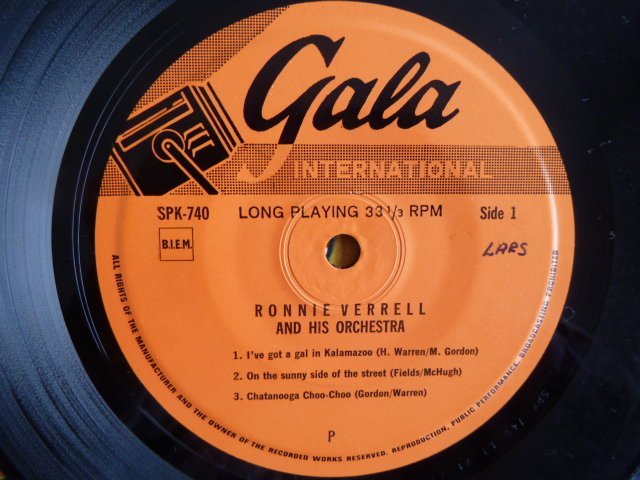 Gala
INTERNATIONAL
SPK-740 LONG PLAYING 33 1/3 RPM Side 1
B.I.E.M.
LARS
RONNIE VERRELL
AND HIS ORCHESTRA
1. I've got a gal in Kalamazoo (H. Warren/M. Gordon)
2. On the sunny side of the street (Fields/McHugh)
3. Chatanooga Choo-Choo (Gordon/Warren)
P
ALL RIGHTS OF THE MANUFACTURER AND THE OWNER OF THE RECORDED WORKS RESERVED. REPRODUCTION, PUBLIC PERFORMANCE, BROADCASTING PROHIBITED